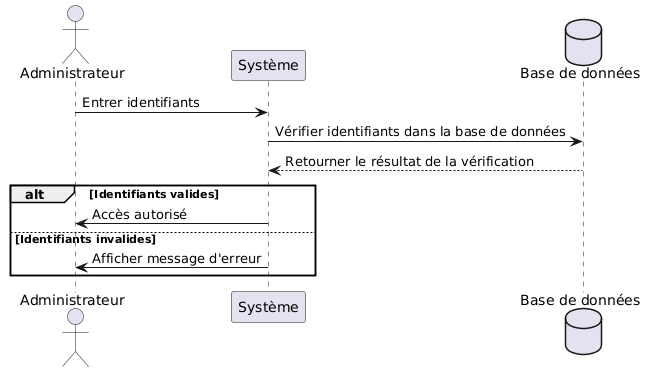 Administrateur
Système
Base de données
Entrer identifiants
Vérifier identifiants dans la base de données
Retourner le résultat de la vérification
alt [Identifiants valides]
Accès autorisé
[Identifiants invalides]
Afficher message d'erreur
Administrateur
Système
Base de données